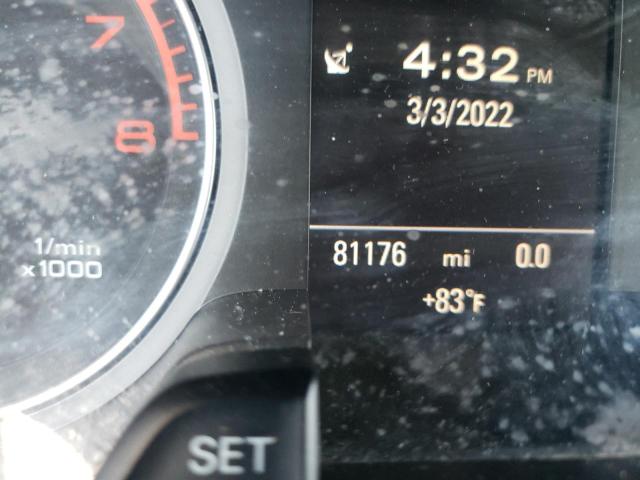 7
8
1/min
x1000
4:32 PM
3/3/2022
81176 mi 0.0
+83°F
SET